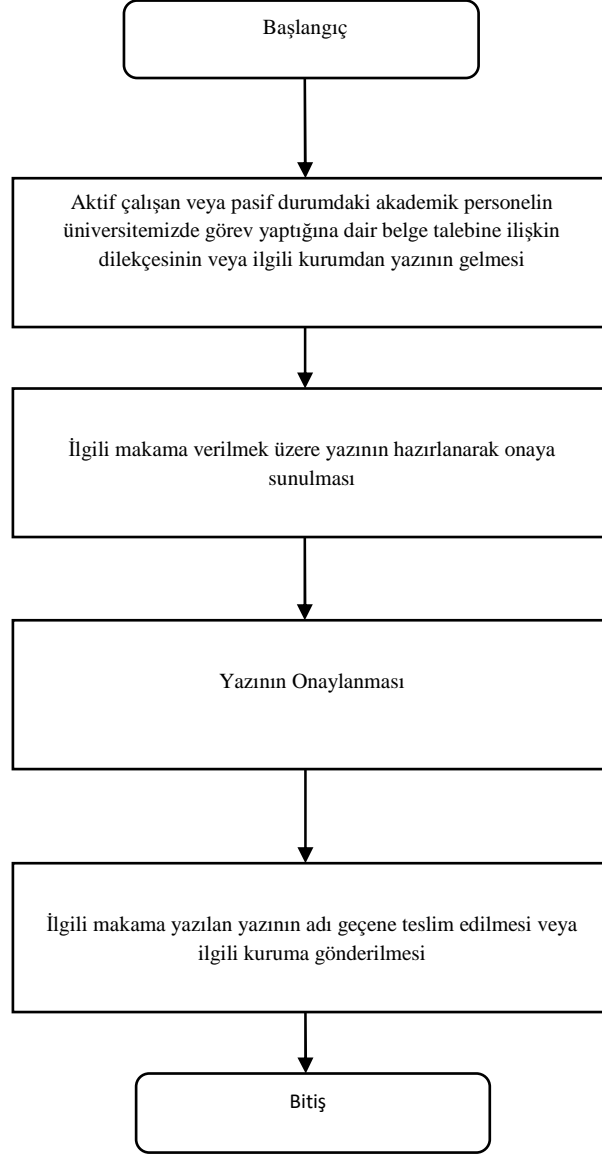 Başlangıç
Aktif çalışan veya pasif durumdaki akademik personelin
üniversitemizde görev yaptığına dair belge talebine ilişkin
dilekçesinin veya ilgili kurumdan yazının gelmesi
İlgili makama verilmek üzere yazının hazırlanarak onaya
sunulması
Yazının Onaylanması
İlgili makama yazılan yazının adı geçene teslim edilmesi veya
ilgili kuruma gönderilmesi
Bitiş